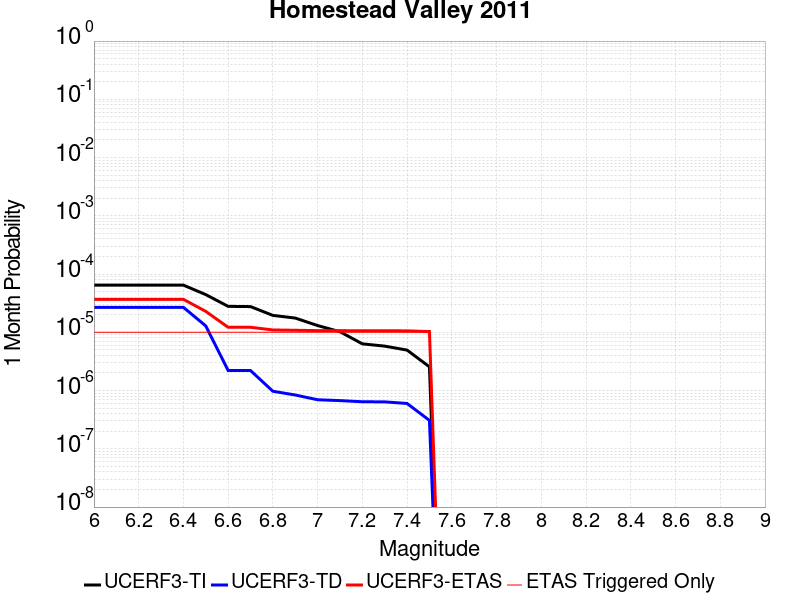 Homestead Valley 2011
10^0
10^-1
10^-2
10^-3
10^-4
10^-5
10^-6
10^-7
10^-8
1 Month Probability
6 6.2 6.4 6.6 6.8 7 7.2 7.4 7.6 7.8 8 8.2 8.4 8.6 8.8 9
Magnitude
UCERF3-TI UCERF3-TD UCERF3-ETAS ETAS Triggered Only